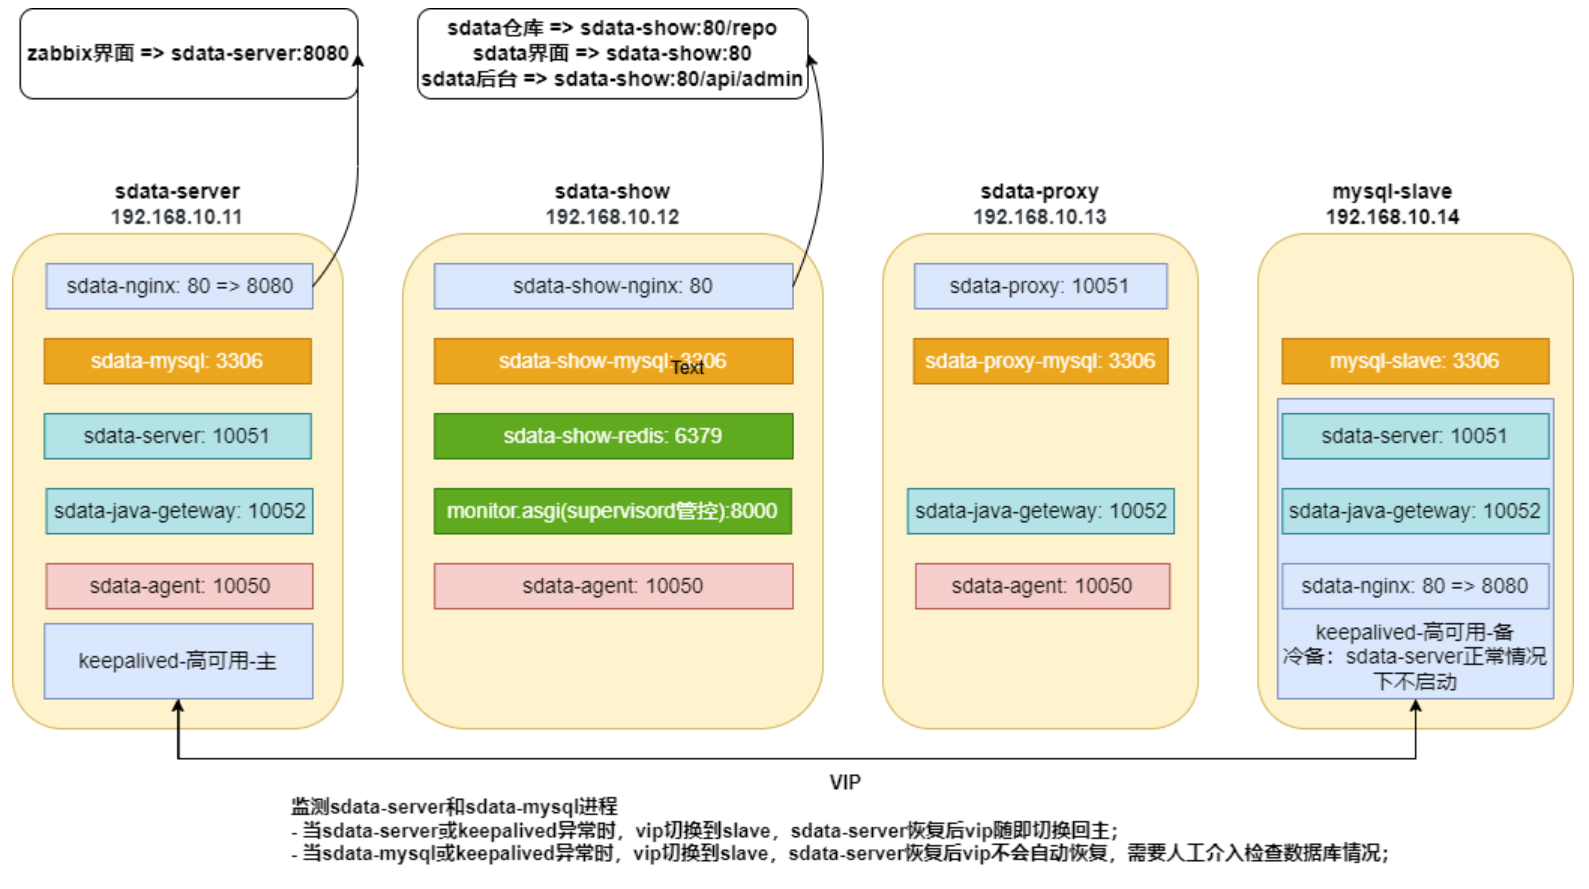 zabbix界面 => sdata-server:8080
sdata仓库 => sdata-show:80/repo
sdata界面 => sdata-show:80
sdata后台 => sdata-show:80/api/admin
sdata-server
192.168.10.11
sdata-nginx: 80 => 8080
sdata-mysql: 3306
sdata-server: 10051
sdata-java-geteway: 10052
sdata-agent: 10050
keepalived-高可用-主
sdata-show
192.168.10.12
sdata-show-nginx: 80
sdata-show-mysql: 3306
Text
sdata-show-redis: 6379
monitor.asgi(supervisord管控):8000
sdata-agent: 10050
sdata-proxy
192.168.10.13
sdata-proxy: 10051
sdata-proxy-mysql: 3306
sdata-java-geteway: 10052
sdata-agent: 10050
mysql-slave
192.168.10.14
mysql-slave: 3306
sdata-server: 10051
sdata-java-geteway: 10052
sdata-nginx: 80 => 8080
keepalived-高可用-备
冷备：sdata-server正常情况
下不启动
VIP
监测sdata-server和sdata-mysql进程
- 当sdata-server或keepalived异常时，vip切换到slave，sdata-server恢复后vip随即切换回主；
- 当sdata-mysql或keepalived异常时，vip切换到slave，sdata-server恢复后vip不会自动恢复，需要人工介入检查数据库情况；